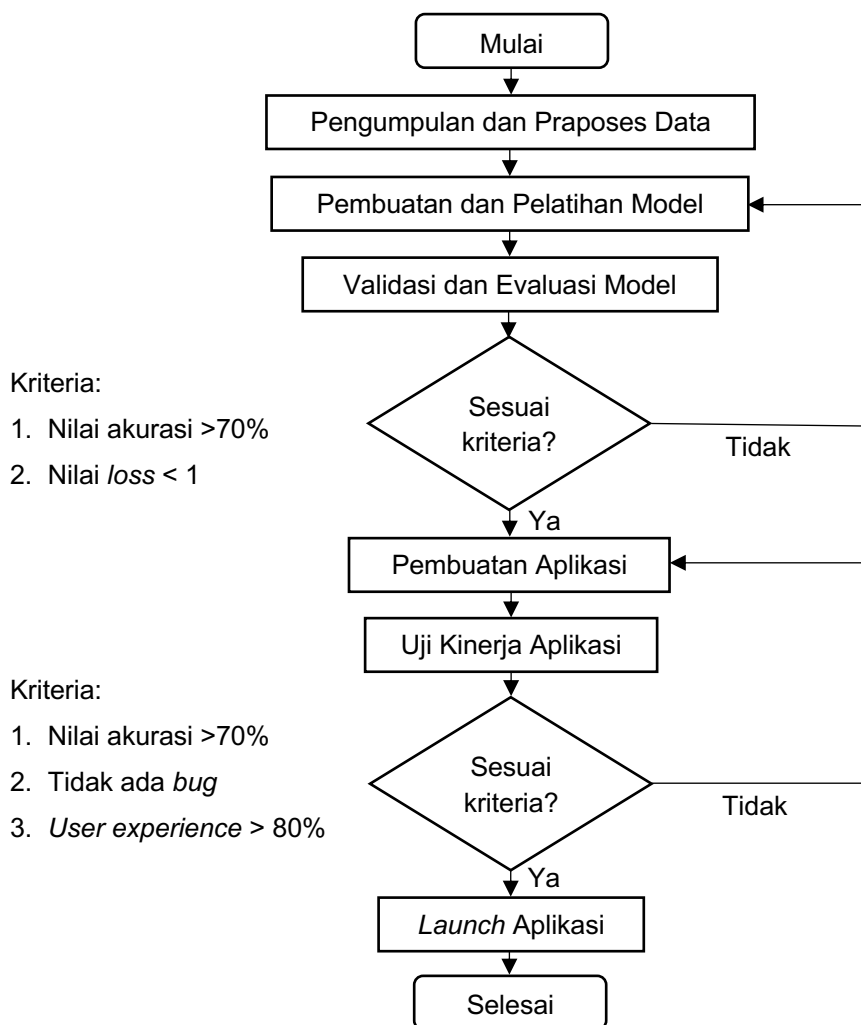 Mulai
Pengumpulan dan Praposes Data
Pembuatan dan Pelatihan Model
Validasi dan Evaluasi Model
Kriteria:
1. Nilai akurasi >70%
2. Nilai loss < 1
Sesuai
kriteria?
Tidak
Ya
Pembuatan Aplikasi
Uji Kinerja Aplikasi
Kriteria:
1. Nilai akurasi >70%
2. Tidak ada bug
3. User experience > 80%
Sesuai
kriteria?
Tidak
Ya
Launch Aplikasi
Selesai